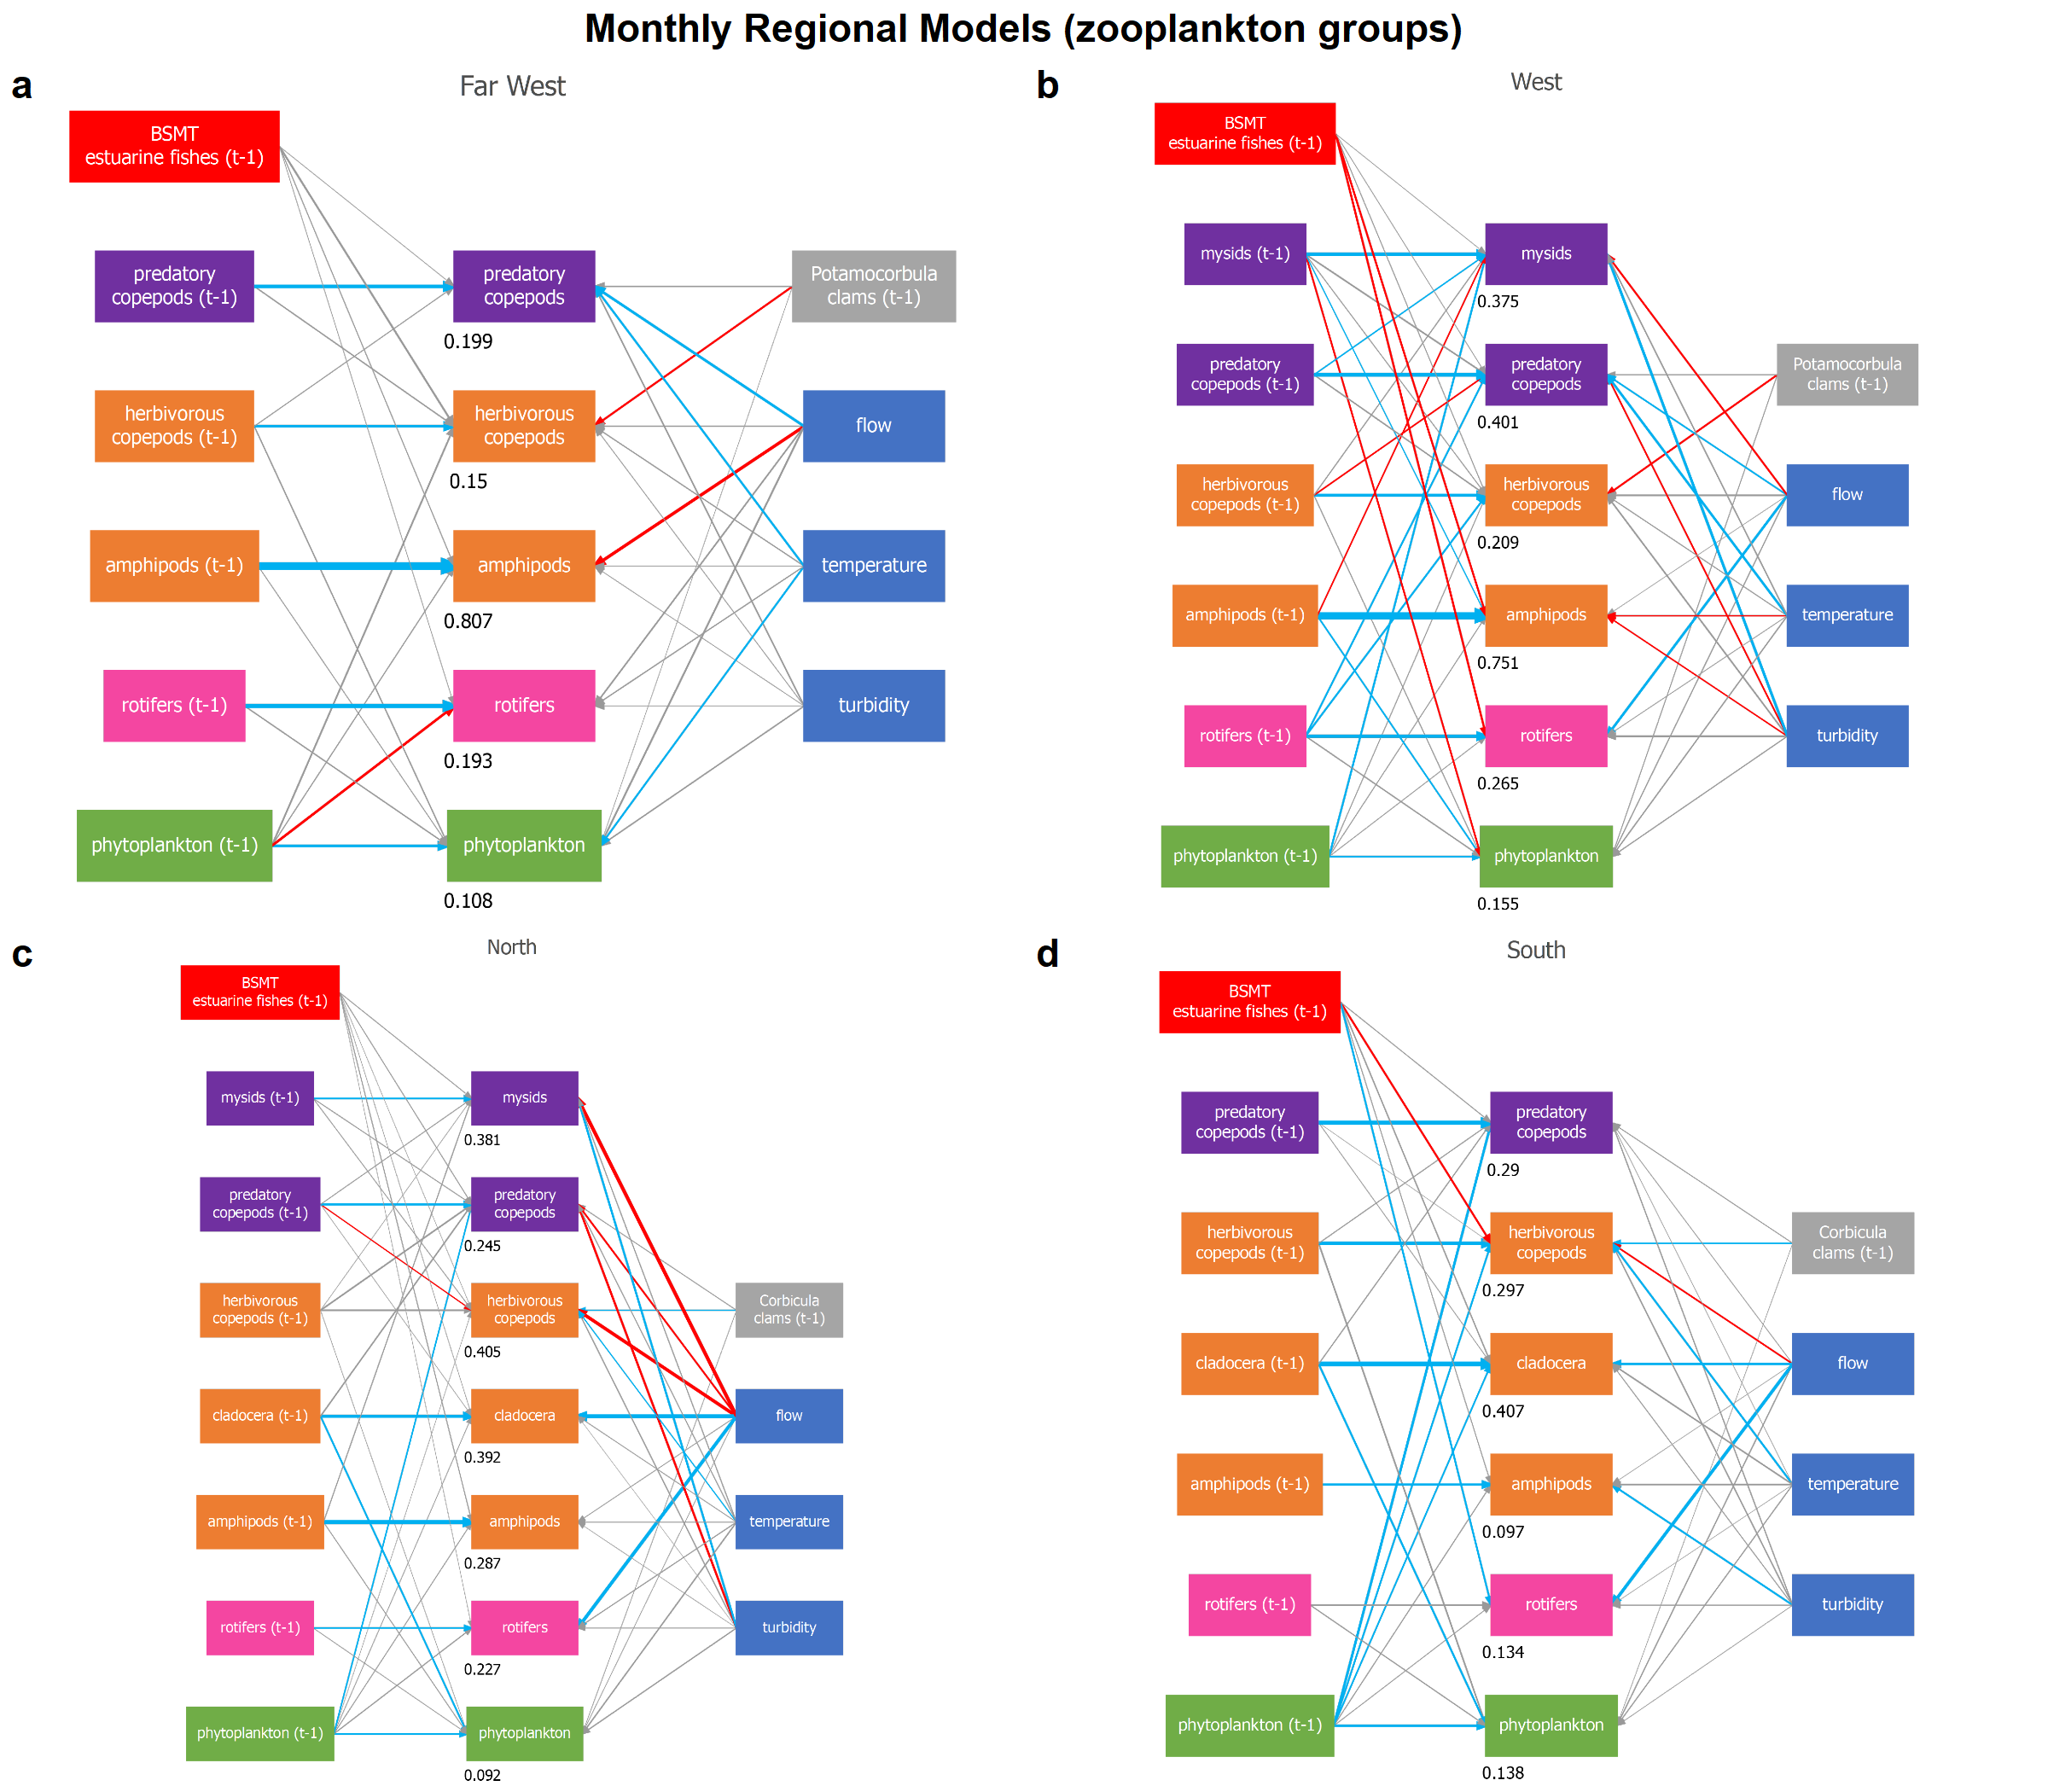 Monthly Regional Models (zooplankton groups)
a
Far West
BSMT
estuarine fishes (t-1)
predatory
copepods (t-1)
predatory
copepods
0.199
Potamocorbula
clams (t-1)
herbivorous
copepods (t-1)
herbivorous
copepods
0.15
flow
amphipods (t-1)
amphipods
0.807
temperature
rotifers (t-1)
rotifers
0.193
turbidity
phytoplankton (t-1)
phytoplankton
0.108
b
West
BSMT
estuarine fishes (t-1)
mysids (t-1)
mysids
0.375
predatory
copepods (t-1)
predatory
copepods
0.401
Potamocorbula
clams (t-1)
herbivorous
copepods (t-1)
herbivorous
copepods
0.209
flow
amphipods (t-1)
amphipods
0.751
temperature
rotifers (t-1)
rotifers
0.265
turbidity
phytoplankton (t-1)
phytoplankton
0.155
c
North
BSMT
estuarine fishes (t-1)
mysids (t-1)
mysids
0.381
predatory
copepods (t-1)
predatory
copepods
0.245
herbivorous
copepods (t-1)
herbivorous
copepods
0.405
Corbicula
clams (t-1)
cladocera (t-1)
cladocera
0.392
flow
amphipods (t-1)
amphipods
0.287
temperature
rotifers (t-1)
rotifers
0.227
turbidity
phytoplankton (t-1)
phytoplankton
0.092
d
South
BSMT
estuarine fishes (t-1)
predatory
copepods (t-1)
predatory
copepods
0.29
herbivorous
copepods (t-1)
herbivorous
copepods
0.297
Corbicula
clams (t-1)
cladocera (t-1)
cladocera
0.407
flow
amphipods (t-1)
amphipods
0.097
temperature
rotifers (t-1)
rotifers
0.134
turbidity
phytoplankton (t-1)
phytoplankton
0.138